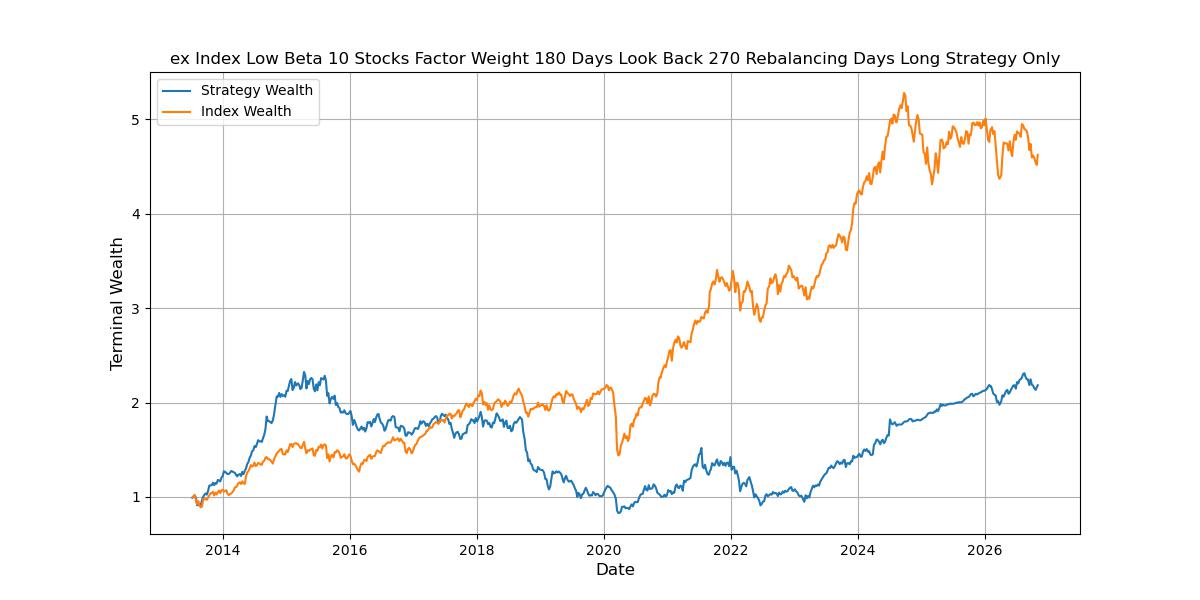 ex Index Low Beta 10 Stocks Factor Weight 180 Days Look Back 270 Rebalancing Days Long Strategy Only
Strategy Wealth
Index Wealth
Terminal Wealth
5
4
3
2
1
2014 2016 2018 2020 2022 2024 2026
Date